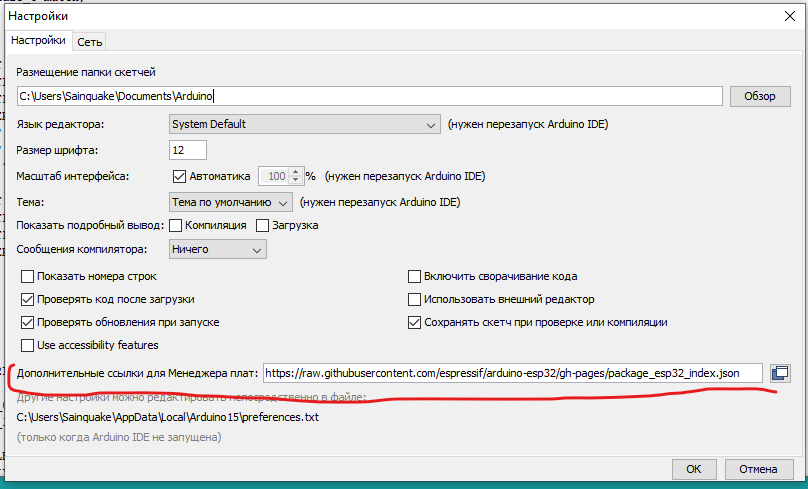 Настройки
Настройки Сеть
Размещение папки скетчей
C:\Users\Sainquake\Documents\Arduino Обзор
Язык редактора: System Default (нужен перезапуск Arduino IDE)
Размер шрифта: 12
Масштаб интерфейса: Автоматика 100 % (нужен перезапуск Arduino IDE)
Тема: Тема по умолчанию (нужен перезапуск Arduino IDE)
Показать подробный вывод: Компиляция Загрузка
Сообщения компилятора: Ничего
Показать номера строк Включить сворачивание кода
Проверять код после загрузки Использовать внешний редактор
Проверять обновления при запуске Сохранять скетч при проверке или компиляции
Use accessibility features
Дополнительные ссылки для Менеджера плат: https://raw.githubusercontent.com/espressif/arduino-esp32/gh-pages/package_esp32_index.json
Другие настройки можно редактировать непосредственно в файле:
C:\Users\Sainquake\AppData\Local\Arduino15\preferences.txt
(только когда Arduino IDE не запущена)
ОК Отмена